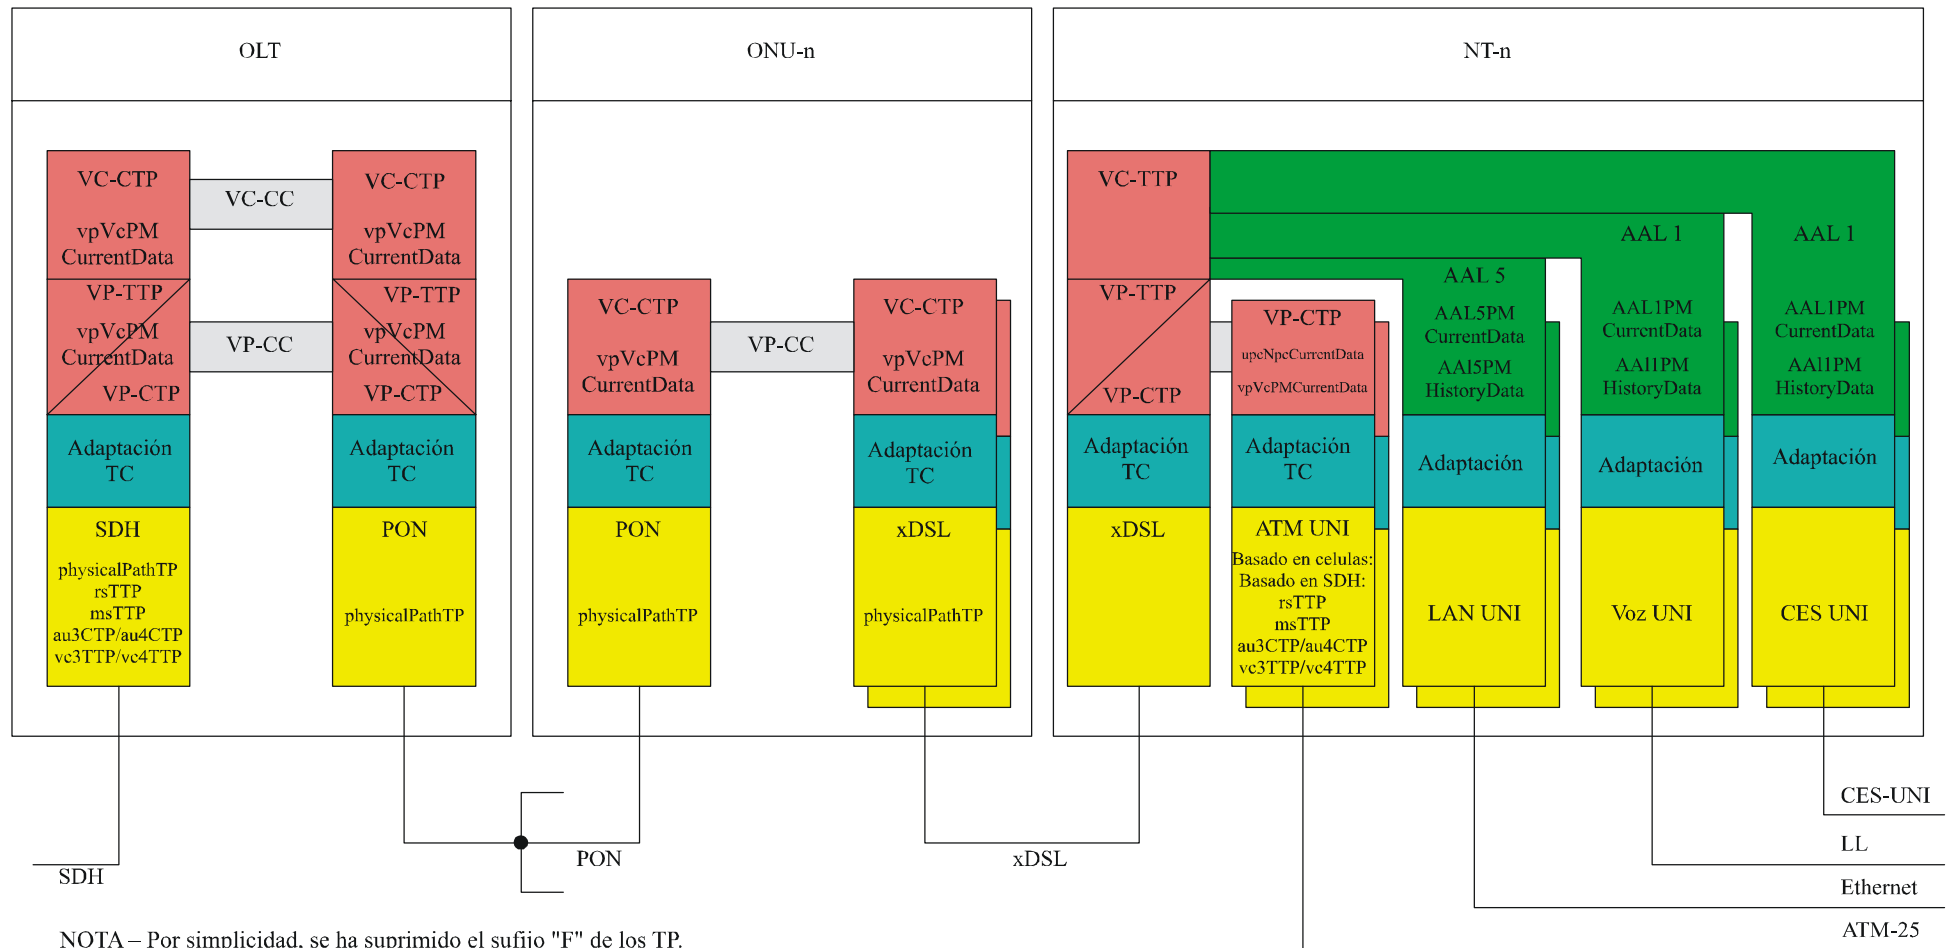 OLT
ONU-n
NT-n
VC-CTP
vpVcPM
CurrentData
VP-TTP
vpVcPM
CurrentData
VP-CTP
Adaptación
TC
SDH
physicalPathTP
rsTTP
msTTP
au3CTP/au4CTP
vc3TTP/vc4TTP
VC-CC
VP-CC
VC-CTP
vpVcPM
CurrentData
VP-TTP
vpVcPM
CurrentData
VP-CTP
Adaptación
TC
PON
physicalPathTP
VC-CTP
vpVcPM
CurrentData
Adaptación
TC
PON
physicalPathTP
VP-CC
VC-CTP
vpVcPM
CurrentData
Adaptación
TC
xDSL
physicalPathTP
VC-TTP
VP-TTP
VP-CTP
Adaptación
TC
xDSL
VP-CTP
upcNpcCurrentData
vpVcPMCurrentData
Adaptación
TC
ATM UNI
Basado en celulas:
Basado en SDH:
rsTTP
msTTP
au3CTP/au4CTP
vc3TTP/vc4TTP
AAL 5
AAL5PM
CurrentData
AAl5PM
HistoryData
Adaptación
LAN UNI
AAL 1
AAL1PM
CurrentData
AAl1PM
HistoryData
Adaptación
Voz UNI
AAL 1
AAL1PM
CurrentData
AAl1PM
HistoryData
Adaptación
CES UNI
SDH
PON
xDSL
CES-UNI
LL
Ethernet
ATM-25
NOTA – Por simplicidad, se ha suprimido el sufijo "F" de los TP.